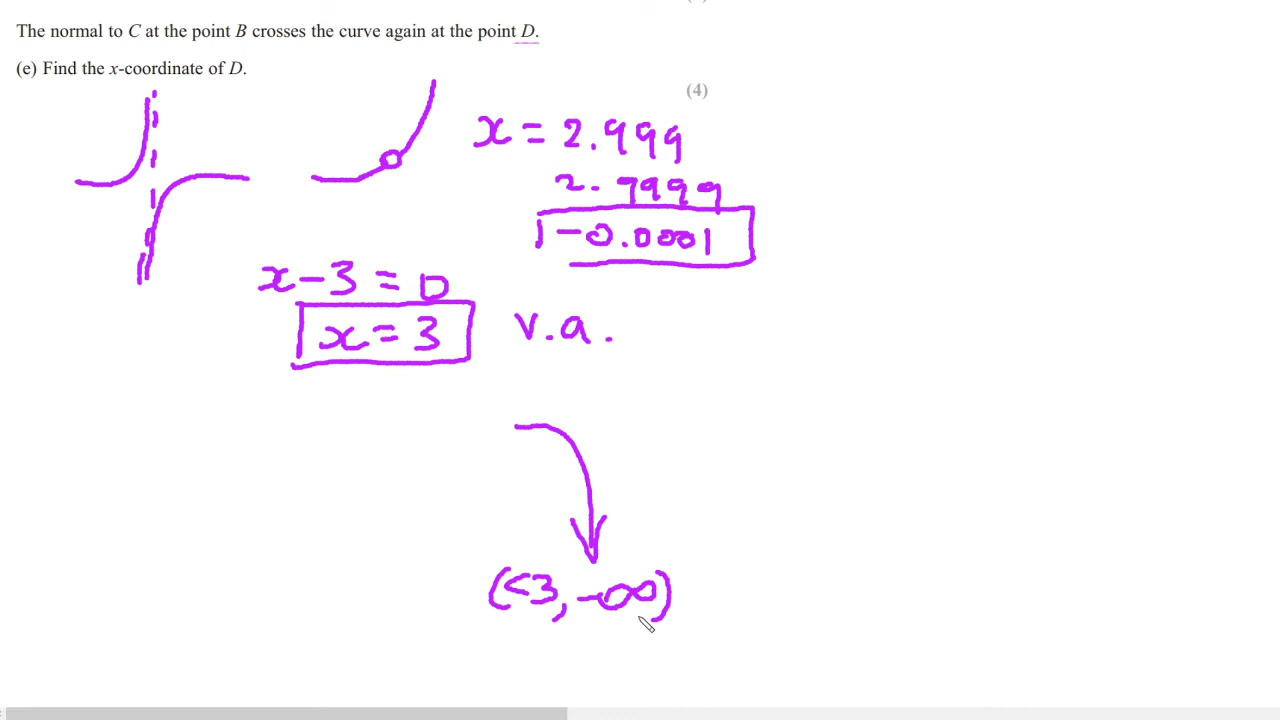 The normal to C at the point B crosses the curve again at the point D.
(e) Find the x-coordinate of D.
(4)
x = 2.999
2.7999
-0.0001
x-3=0
x=3 v.a.
(<3, -∞)